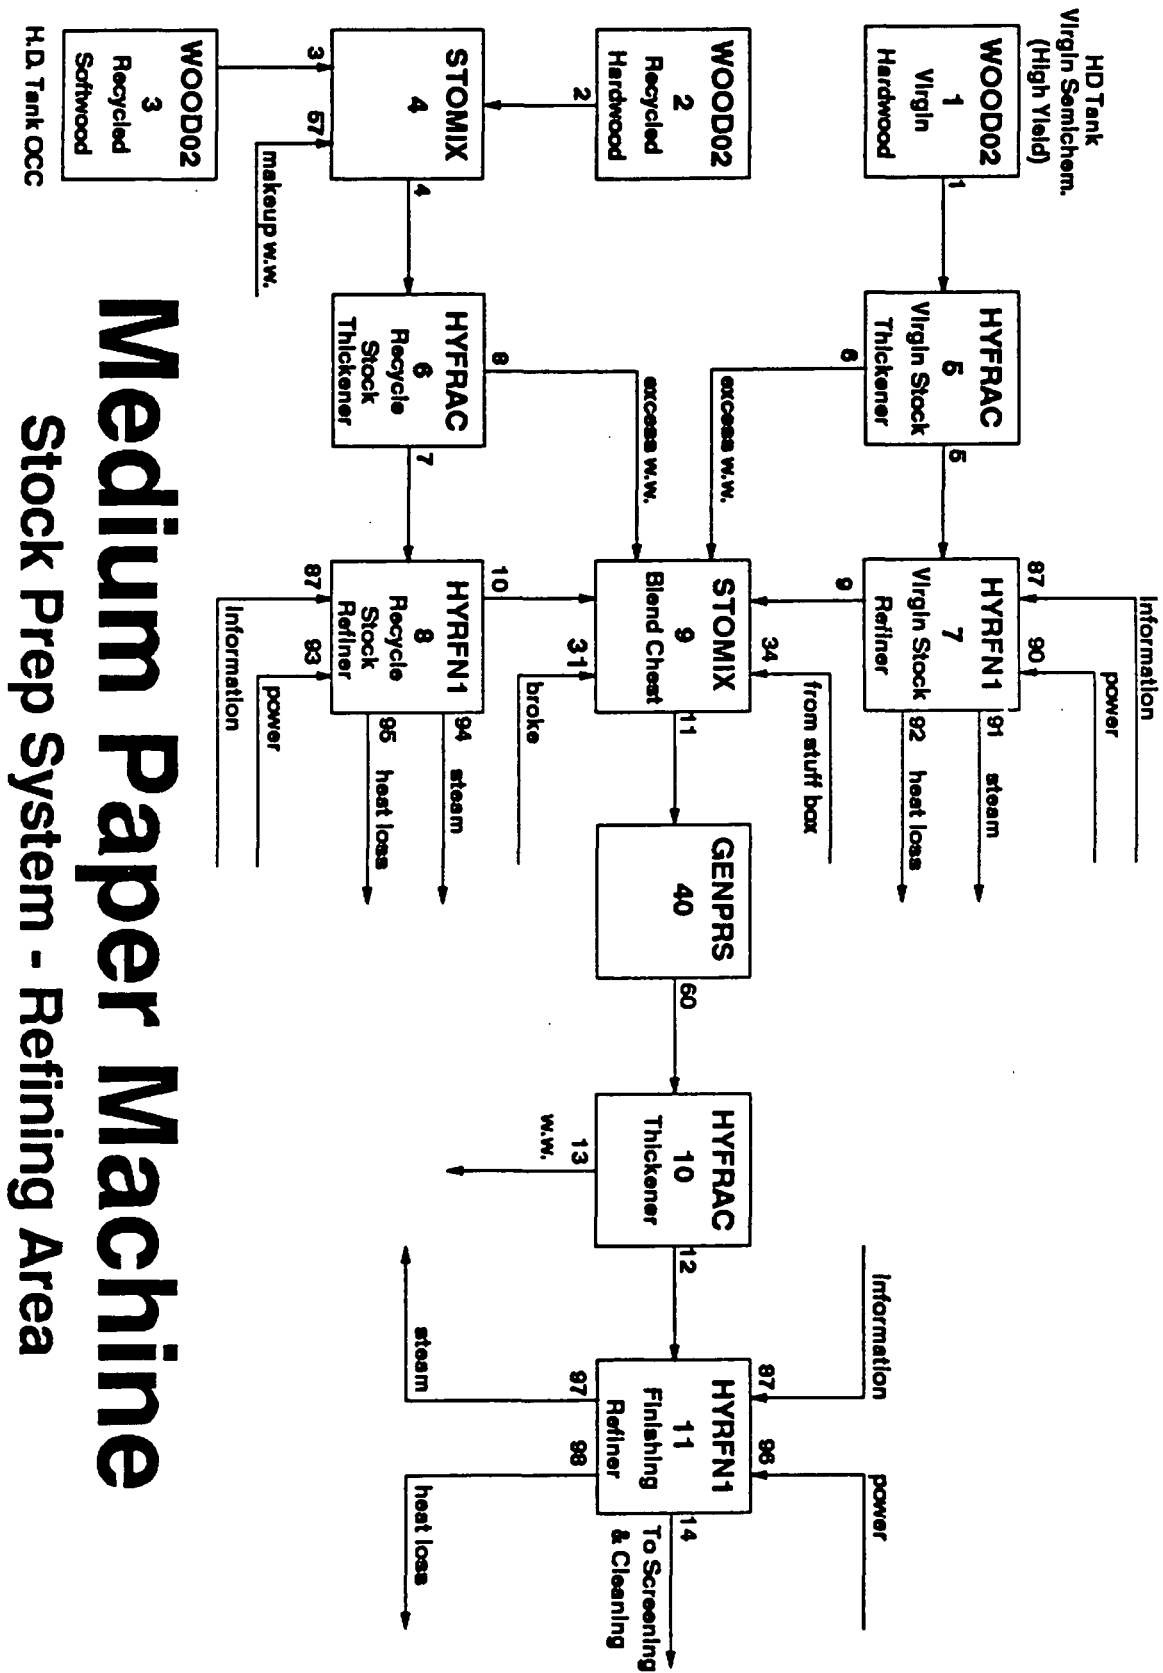 HD Tank
Virgin Semichem.
(High Yield)
WOOD02
1
Virgin
Hardwood
1
HYFRAC
5
Virgin Stock
Thickener
5
6
excess w.w.
HYRFN1
7
Virgin Stock
Refiner
87
information
90
power
91
steam
92
heat loss
9
WOOD02
2
Recycled
Hardwood
2
STOMIX
4
3
57
makeup w.w.
4
WOOD02
3
Recycled
Softwood
H.D. Tank OCC
HYFRAC
6
Recycle
Stock
Thickener
8
excess w.w.
7
HYRFN1
8
Recycle
Stock
Refiner
10
87
Information
93
power
94
steam
95
heat loss
STOMIX
9
Blend Chest
34
from stuff box
31
broke
11
GENPRS
40
60
HYFRAC
10
Thickener
13
w.w.
12
HYRFN1
11
Finishing
Refiner
87
Information
96
power
97
steam
98
heat loss
14
To Screening
& Cleaning
Medium Paper Machine
Stock Prep System - Refining Area